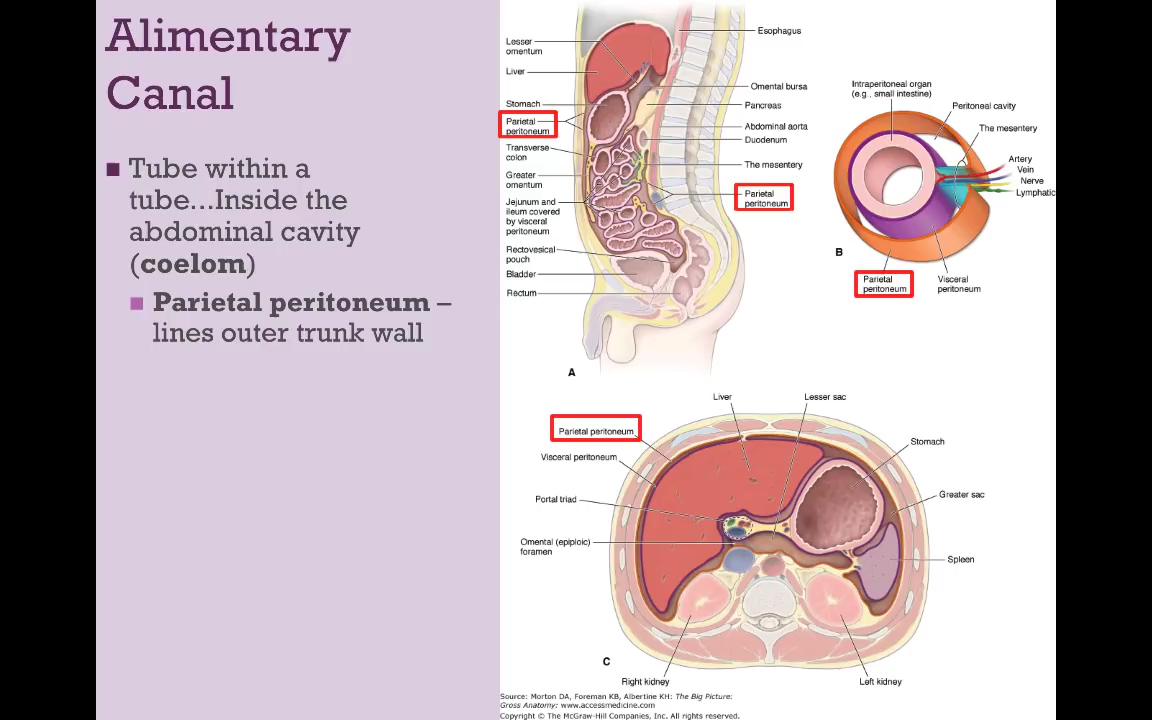 Alimentary
Canal
Tube within a
tube...Inside the
abdominal cavity
(coelom)
Parietal peritoneum –
lines outer trunk wall
Lesser
omentum
Liver
Stomach
Parietal
peritoneum
Transverse
colon
Greater
omentum
Jejunum and
ileum covered
by visceral
peritoneum
Rectovesical
pouch
Bladder
Rectum
Esophagus
Omental bursa
Pancreas
Abdominal aorta
Duodenum
The mesentery
Parietal
peritoneum
A
Intraperitoneal organ
(e.g., small intestine)
Peritoneal cavity
The mesentery
Artery
Vein
Nerve
Lymphatic
B
Parietal
peritoneum
Visceral
peritoneum
Liver
Lesser sac
Parietal peritoneum
Visceral peritoneum
Portal triad
Omental (epiploic)
foramen
Stomach
Greater sac
Spleen
C
Right kidney
Left kidney
Source: Morton DA, Foreman KB, Albertine KH: The Big Picture:
Gross Anatomy: www.accessmedicine.com
Copyright © The McGraw-Hill Companies, Inc. All rights reserved.